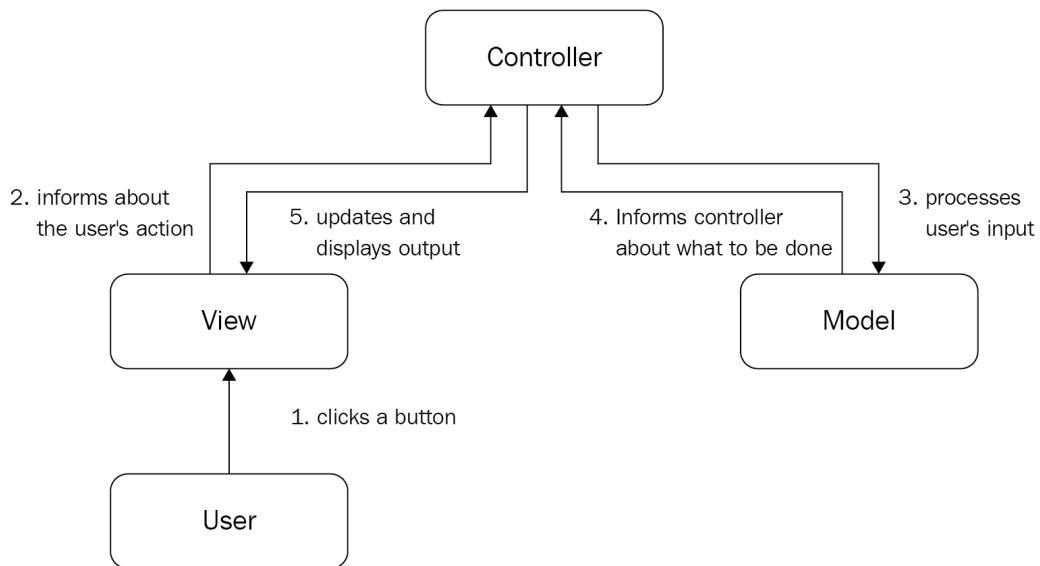 Controller
2. informs about
the user's action
5. updates and
displays output
4. Informs controller
about what to be done
3. processes
user's input
View
Model
1. clicks a button
User